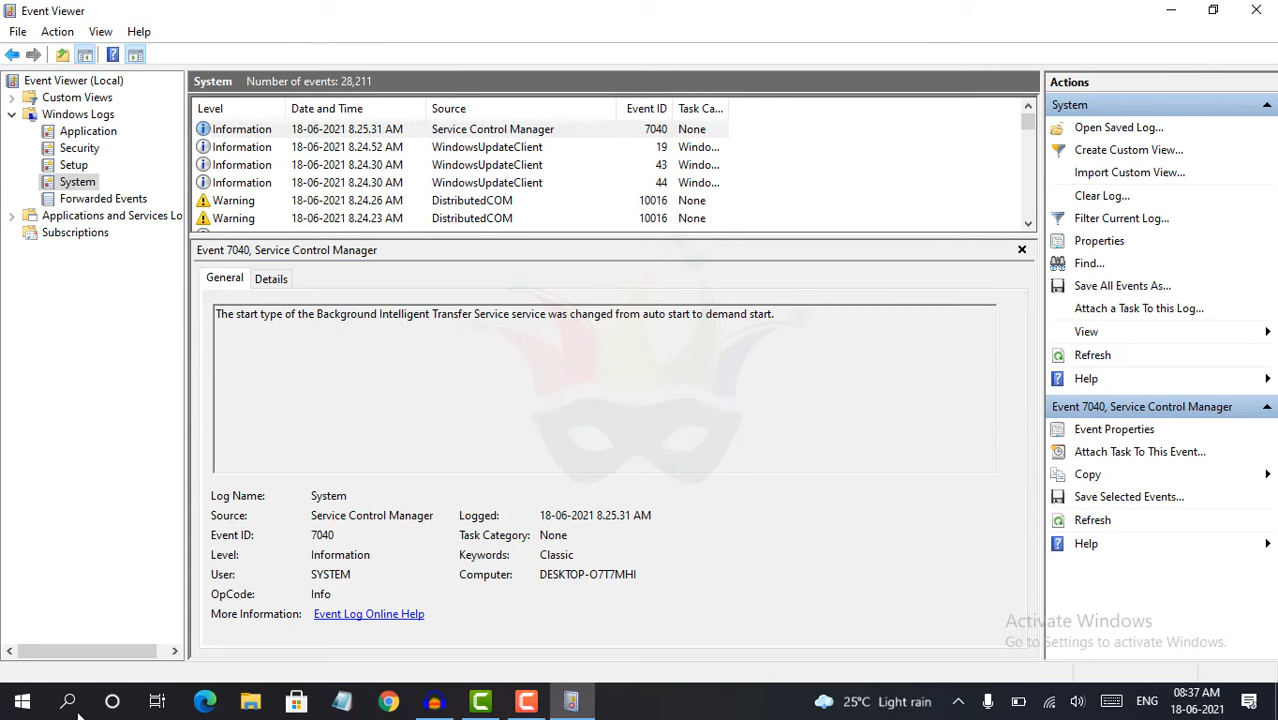 Event Viewer
File Action View Help
Event Viewer (Local)
Custom Views
Windows Logs
Application
Security
Setup
System
Forwarded Events
Applications and Services Lo
Subscriptions
System Number of events: 28,211
Level Date and Time Source Event ID Task Ca...
Information 18-06-2021 8.25.31 AM Service Control Manager 7040 None
Information 18-06-2021 8.24.52 AM WindowsUpdateClient 19 Windo...
Information 18-06-2021 8.24.30 AM WindowsUpdateClient 43 Windo...
Information 18-06-2021 8.24.30 AM WindowsUpdateClient 44 Windo...
Warning 18-06-2021 8.24.26 AM DistributedCOM 10016 None
Warning 18-06-2021 8.24.23 AM DistributedCOM 10016 None
Event 7040, Service Control Manager
General Details
The start type of the Background Intelligent Transfer Service service was changed from auto start to demand start.
Log Name: System
Source: Service Control Manager Logged: 18-06-2021 8.25.31 AM
Event ID: 7040 Task Category: None
Level: Information Keywords: Classic
User: SYSTEM Computer: DESKTOP-O7T7MHI
OpCode: Info
More Information: Event Log Online Help
Actions
System
Open Saved Log...
Create Custom View...
Import Custom View...
Clear Log...
Filter Current Log...
Properties
Find...
Save All Events As...
Attach a Task To this Log...
View
Refresh
Help
Event 7040, Service Control Manager
Event Properties
Attach Task To This Event...
Copy
Save Selected Events...
Refresh
Help
Activate Windows
Go to Settings to activate Windows.
25°C Light rain
ENG
08:37 AM
18-06-2021